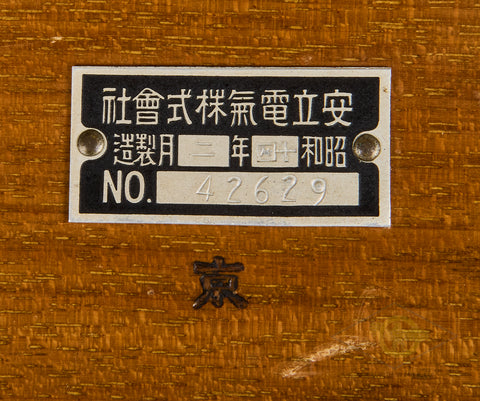 安立電氣株式會社
昭和十四年二月製造
NO. 42629
京